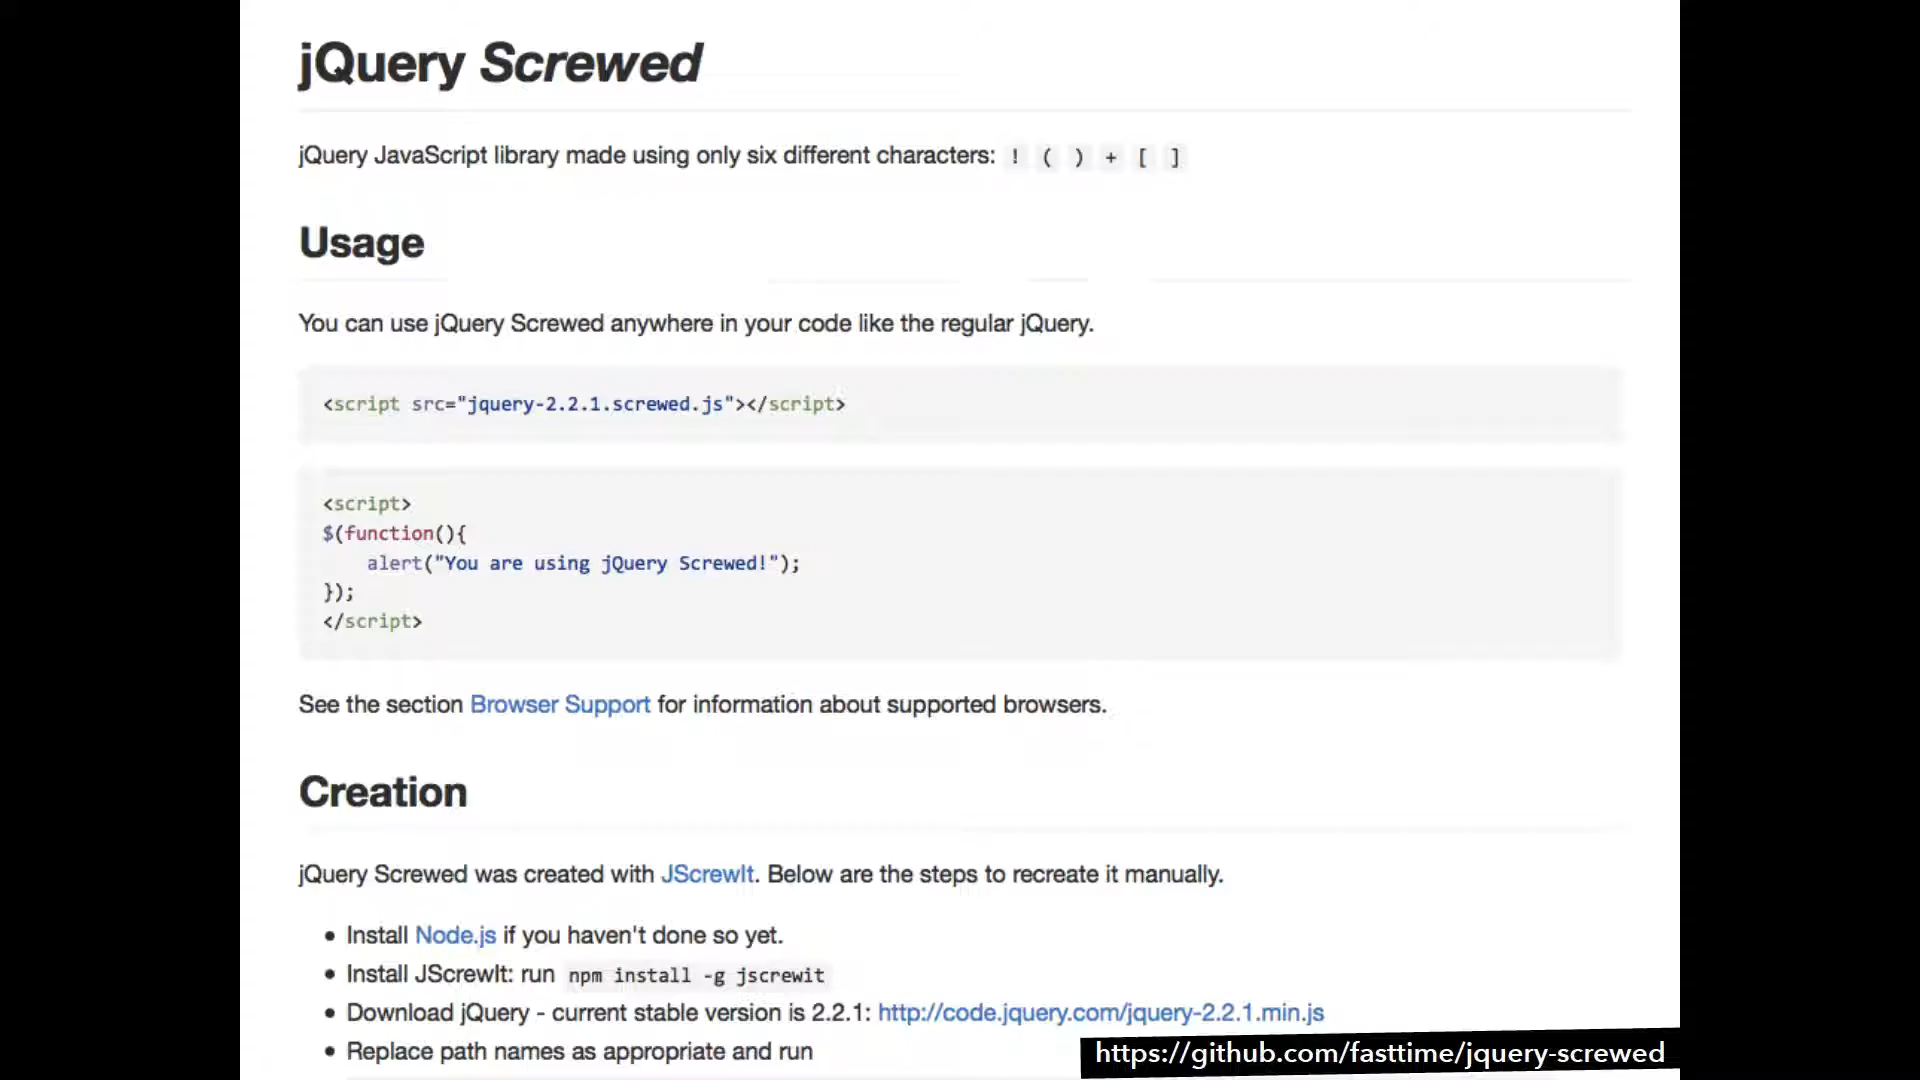 jQuery Screwed
jQuery JavaScript library made using only six different characters: ! ( ) + [ ]
Usage
You can use jQuery Screwed anywhere in your code like the regular jQuery.
<script src="jquery-2.2.1.screwed.js"></script>
<script>
$(function(){
    alert("You are using jQuery Screwed!");
});
</script>
See the section Browser Support for information about supported browsers.
Creation
jQuery Screwed was created with JScrewIt. Below are the steps to recreate it manually.
• Install Node.js if you haven't done so yet.
• Install JScrewIt: run npm install -g jscrewit
• Download jQuery - current stable version is 2.2.1: http://code.jquery.com/jquery-2.2.1.min.js
• Replace path names as appropriate and run
https://github.com/fasttime/jquery-screwed